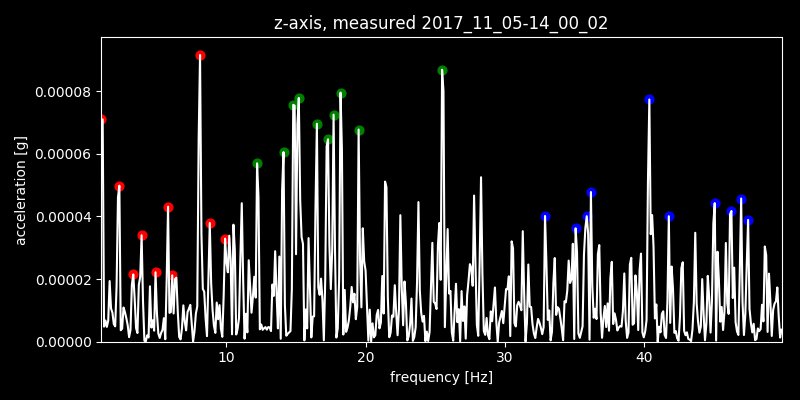 z-axis, measured 2017_11_05-14_00_02
acceleration [g]
0.00008
0.00006
0.00004
0.00002
0.00000
10 20 30 40
frequency [Hz]